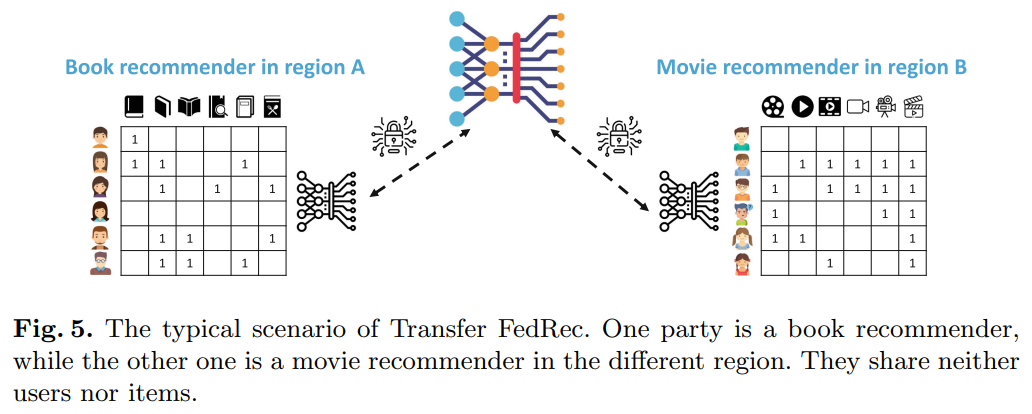 Book recommender in region A
Movie recommender in region B
1
1 1 1
1 1 1
1 1 1
1 1 1
1 1 1 1 1
1 1 1 1 1
1 1 1
1 1 1
1 1
Fig. 5. The typical scenario of Transfer FedRec. One party is a book recommender,
while the other one is a movie recommender in the different region. They share neither
users nor items.